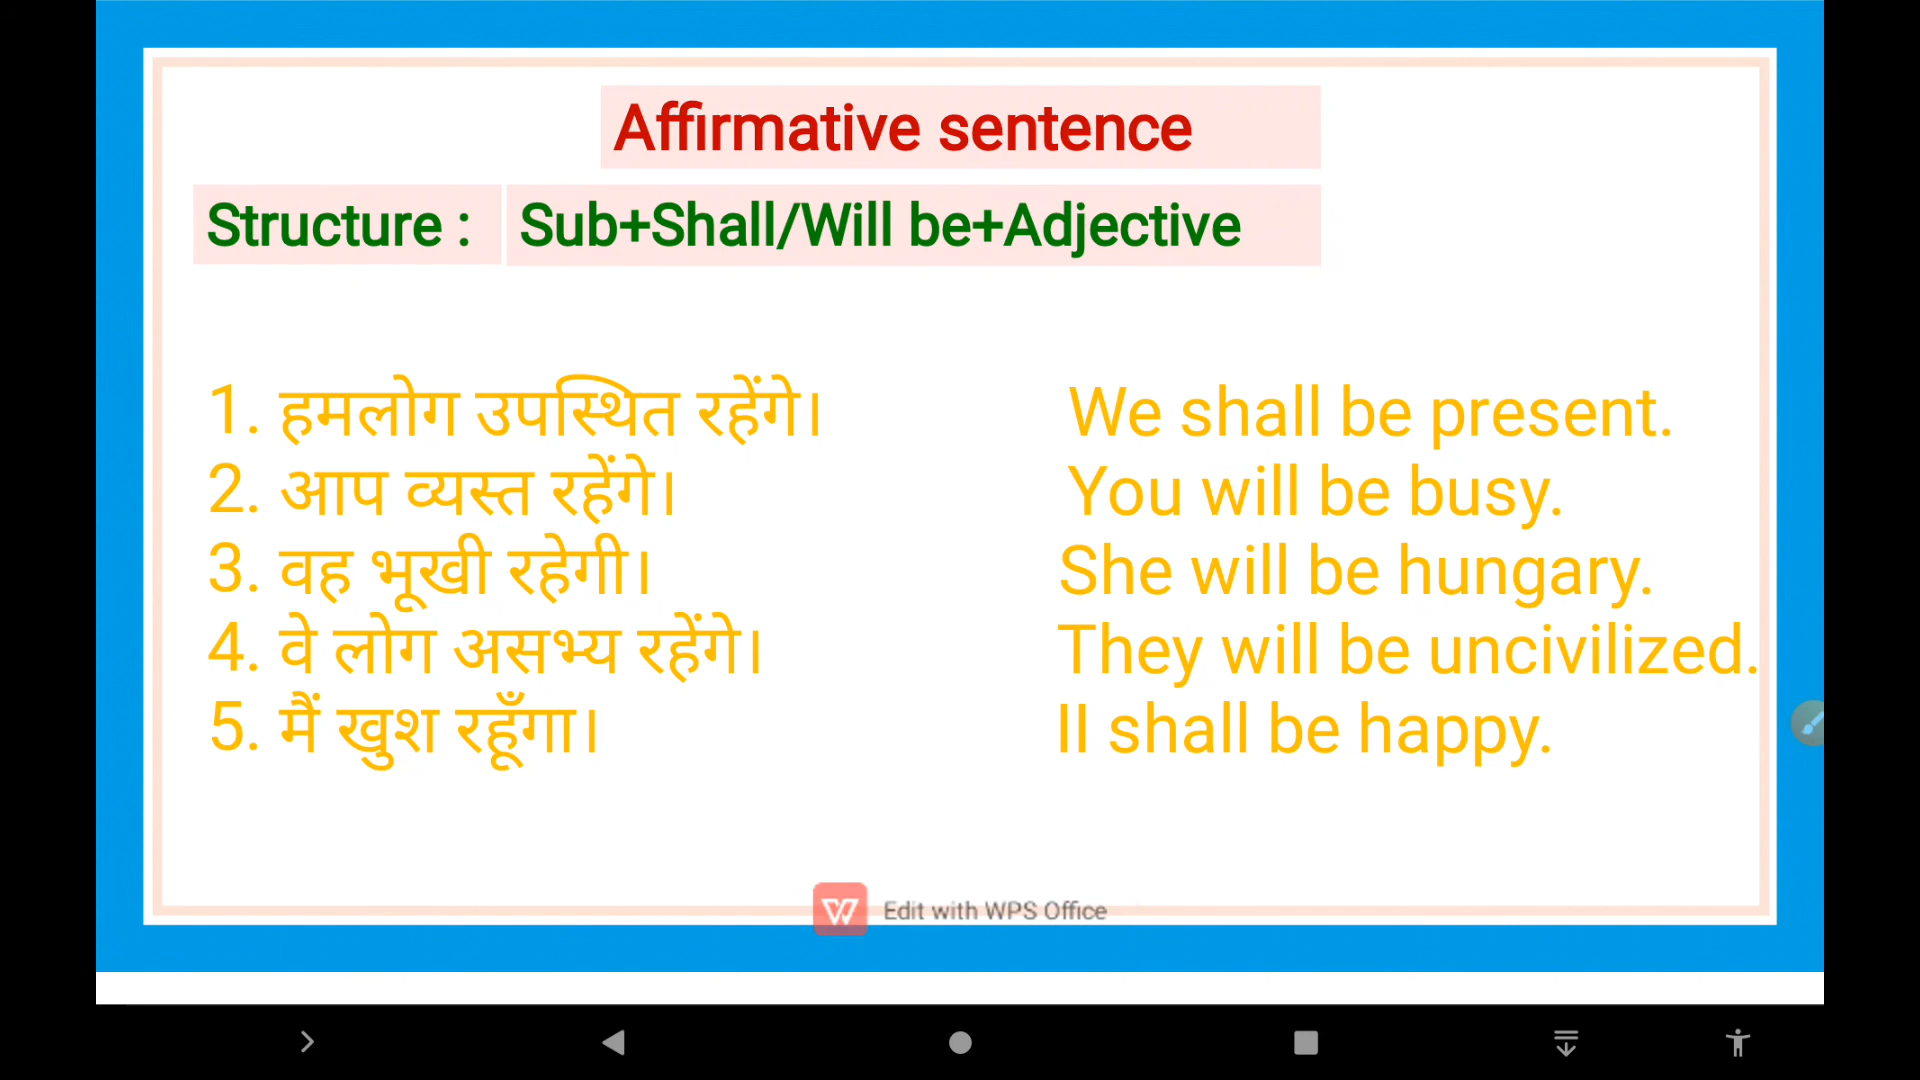 Affirmative sentence
Structure : Sub+Shall/Will be+Adjective
1. हमलोग उपस्थित रहेंगे। We shall be present.
2. आप व्यस्त रहेंगे। You will be busy.
3. वह भूखी रहेगी। She will be hungary.
4. वे लोग असभ्य रहेंगे। They will be uncivilized.
5. मैं खुश रहूँगा। II shall be happy.
Edit with WPS Office